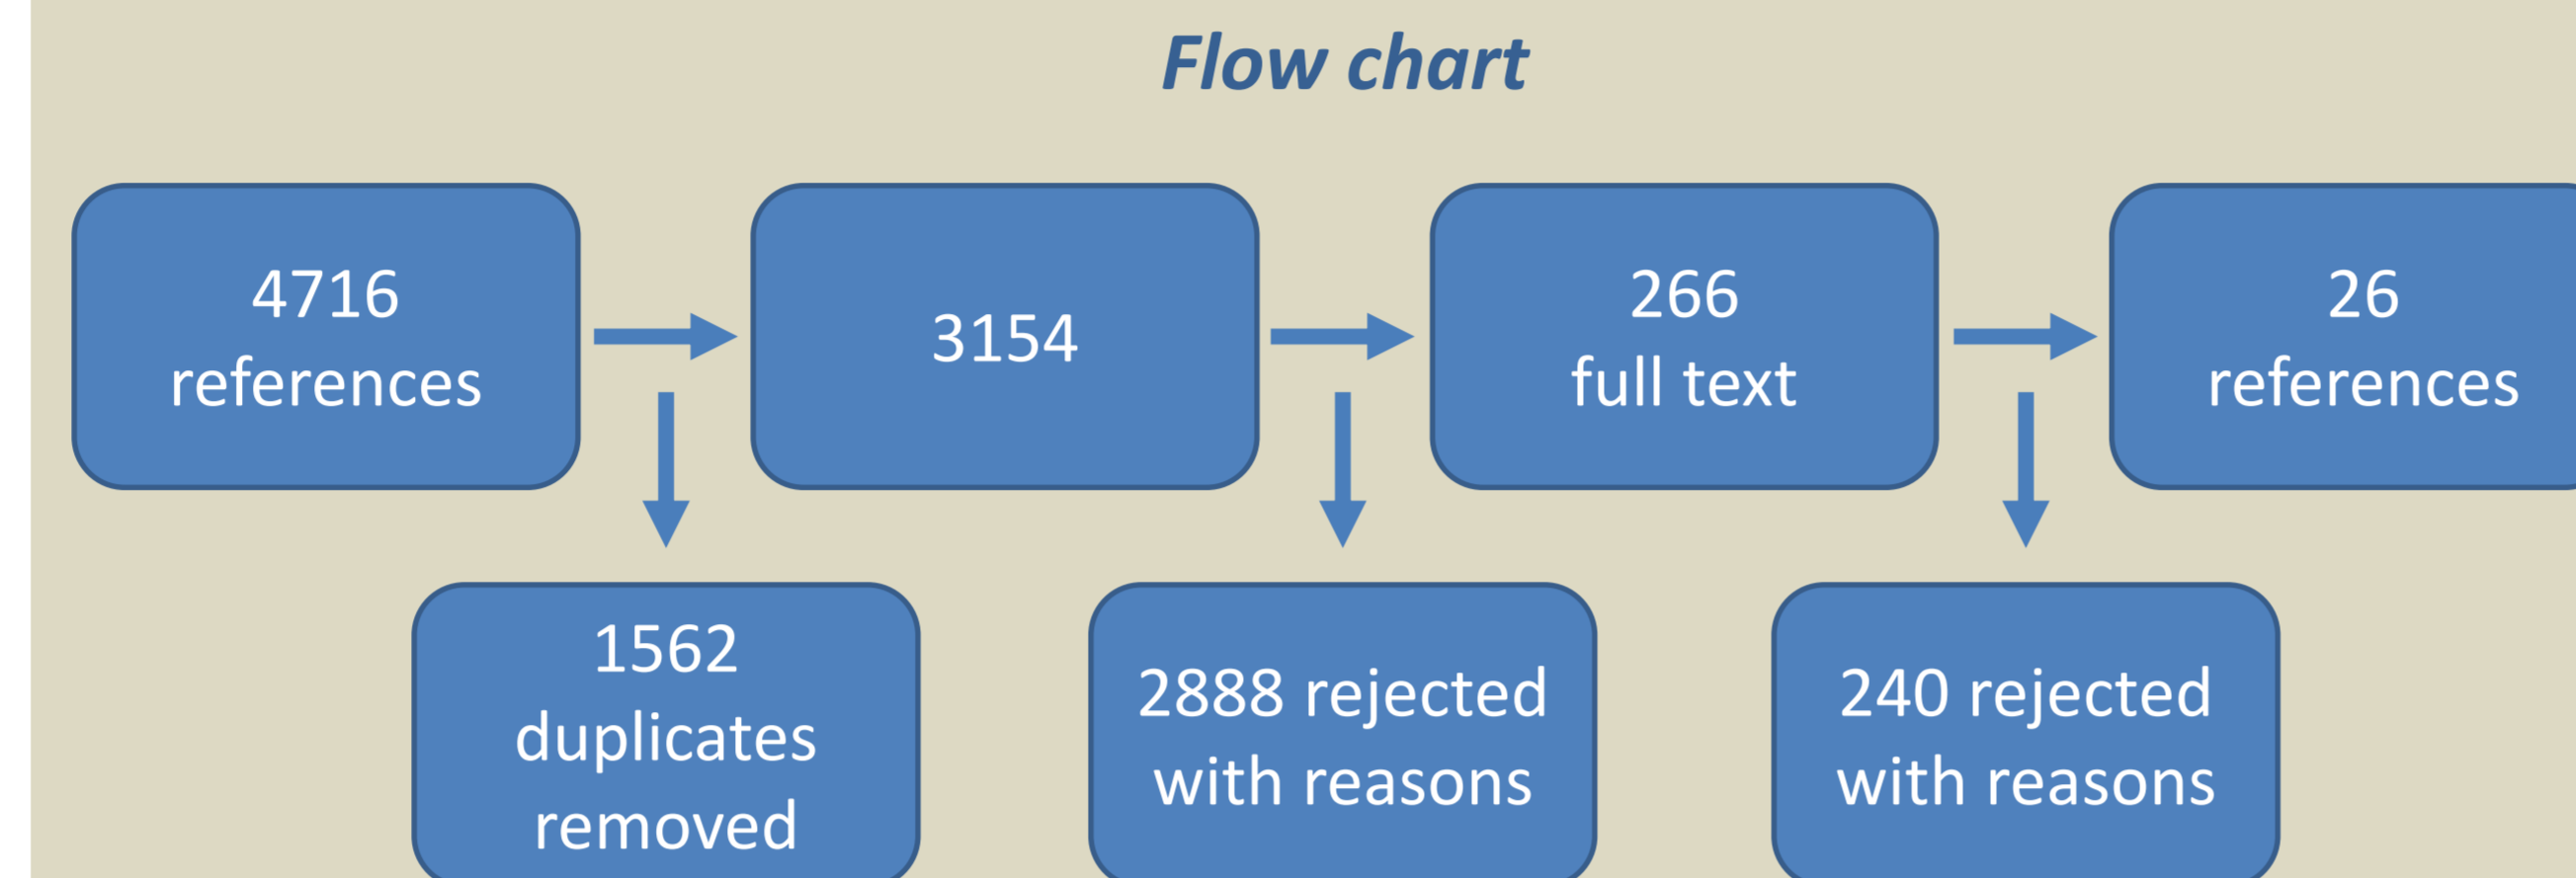 Flow chart
4716
references
3154
266
full text
26
references
1562
duplicates
removed
2888 rejected
with reasons
240 rejected
with reasons